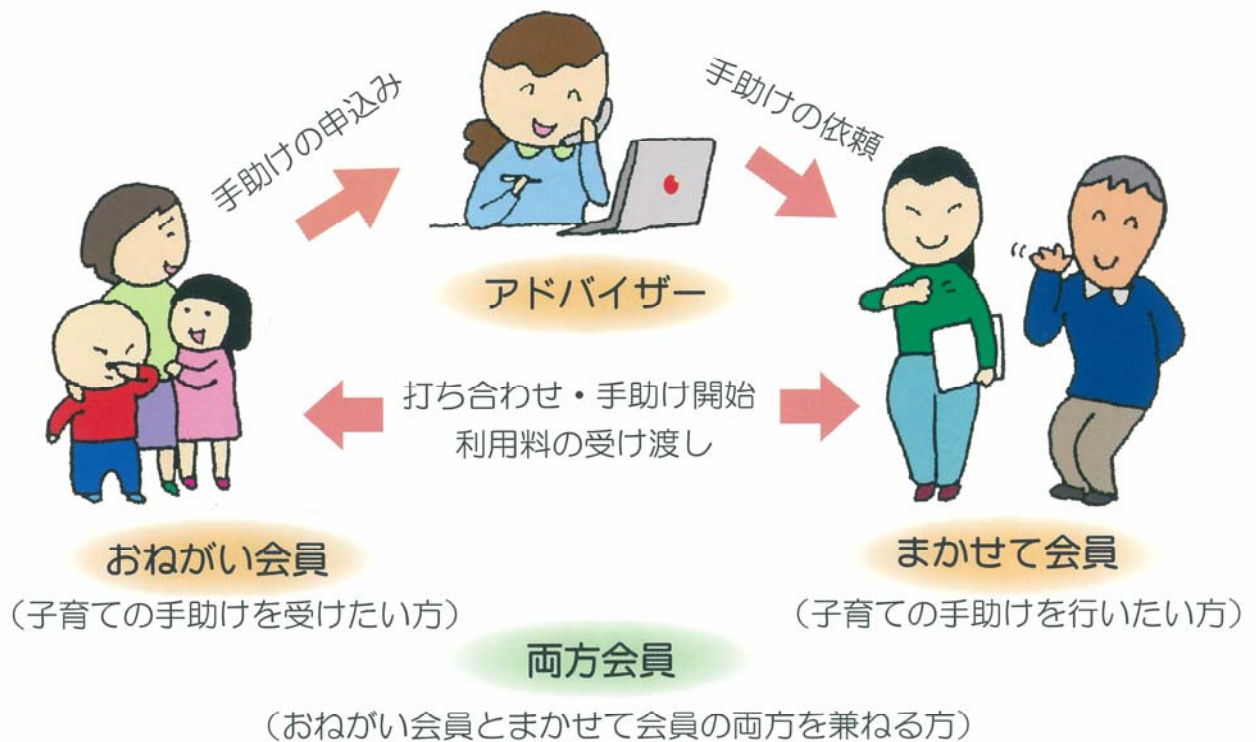 手助けの申込み
手助けの依頼
アドバイザー
打ち合わせ・手助け開始
利用料の受け渡し
おねがい会員
(子育ての手助けを受けたい方)
まかせて会員
(子育ての手助けを行いたい方)
両方会員
(おねがい会員とまかせて会員の両方を兼ねる方)